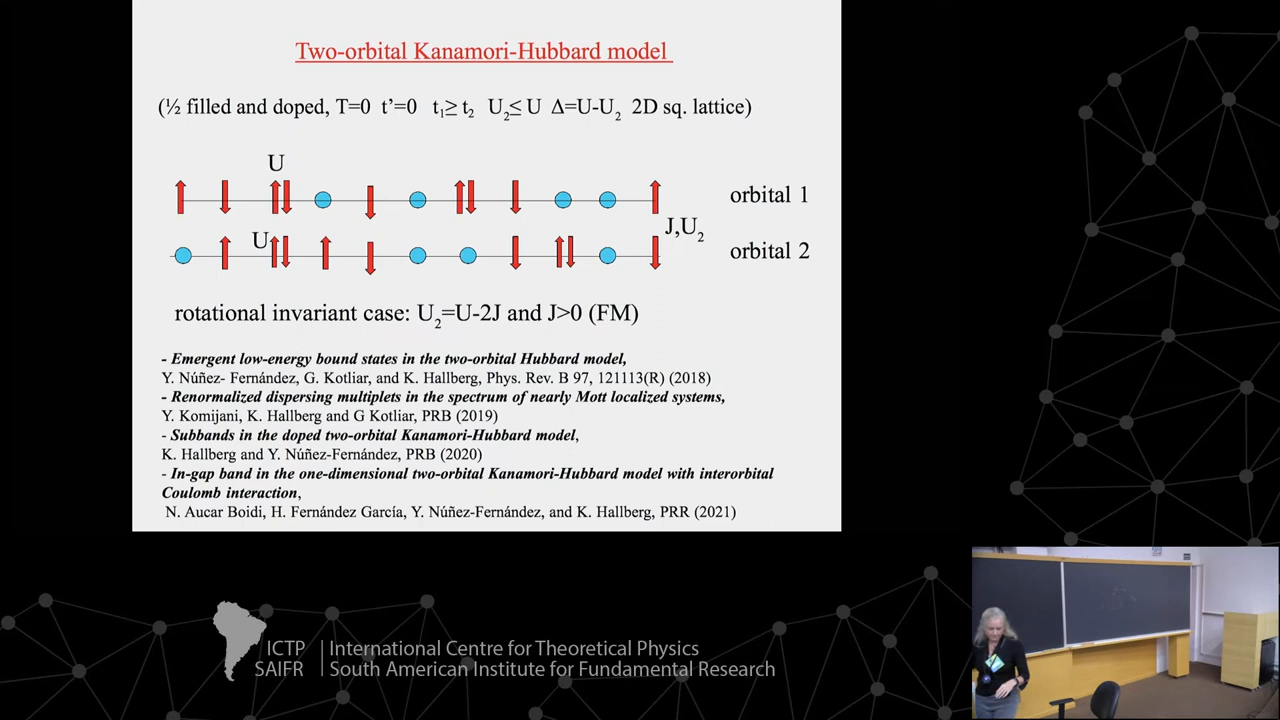 Two-orbital Kanamori-Hubbard model
(½ filled and doped, T=0 t'=0 t₁≥ t₂ U₂≤ U Δ=U-U₂ 2D sq. lattice)
U
orbital 1
J,U₂
U
orbital 2
rotational invariant case: U₂=U-2J and J>0 (FM)
- Emergent low-energy bound states in the two-orbital Hubbard model,
Y. Núñez- Fernández, G. Kotliar, and K. Hallberg, Phys. Rev. B 97, 121113(R) (2018)
- Renormalized dispersing multiplets in the spectrum of nearly Mott localized systems,
Y. Komijani, K. Hallberg and G Kotliar, PRB (2019)
- Subbands in the doped two-orbital Kanamori-Hubbard model,
K. Hallberg and Y. Núñez-Fernández, PRB (2020)
- In-gap band in the one-dimensional two-orbital Kanamori-Hubbard model with interorbital
Coulomb interaction,
N. Aucar Boidi, H. Fernández García, Y. Núñez-Fernández, and K. Hallberg, PRR (2021)
ICTP
SAIFR
International Centre for Theoretical Physics
South American Institute for Fundamental Research